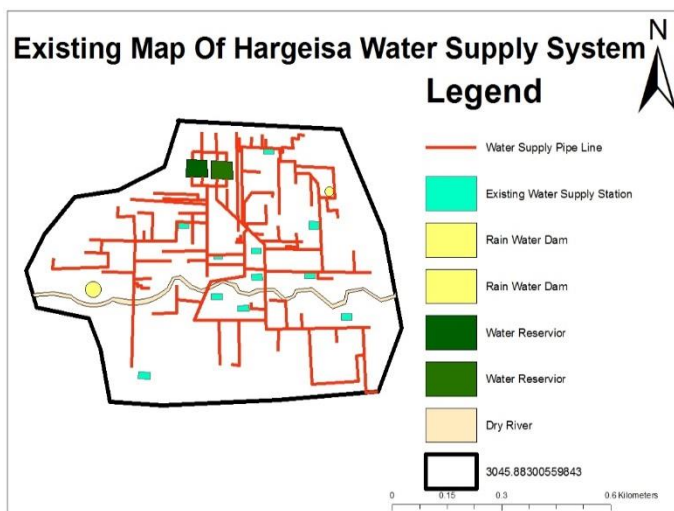 Existing Map Of Hargeisa Water Supply System
N
Legend
Water Supply Pipe Line
Existing Water Supply Station
Rain Water Dam
Rain Water Dam
Water Reservior
Water Reservior
Dry River
3045.88300559843
0 0.15 0.3 0.6 Kilometers